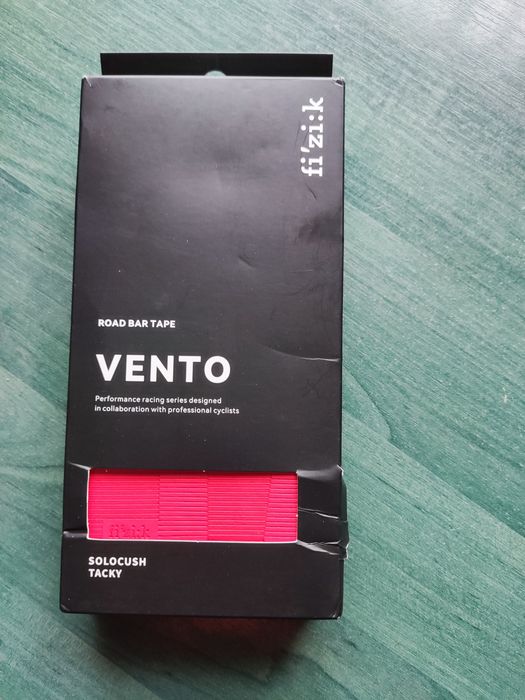 fi'zi:k
ROAD BAR TAPE
VENTO
Performance racing series designed
in collaboration with professional cyclists
fi'zi:k
SOLOCUSH
TACKY